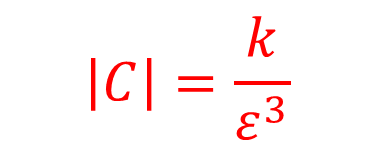 |C| = k/ε³